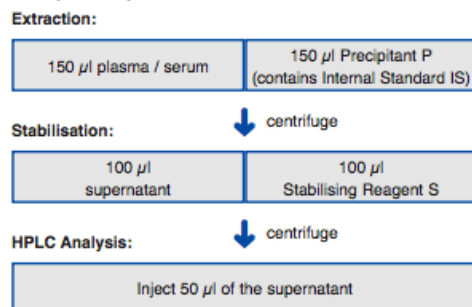 Extraction:
150 µl plasma / serum
150 µl Precipitant P
(contains Internal Standard IS)
centrifuge
Stabilisation:
100 µl
supernatant
100 µl
Stabilising Reagent S
centrifuge
HPLC Analysis:
Inject 50 µl of the supernatant